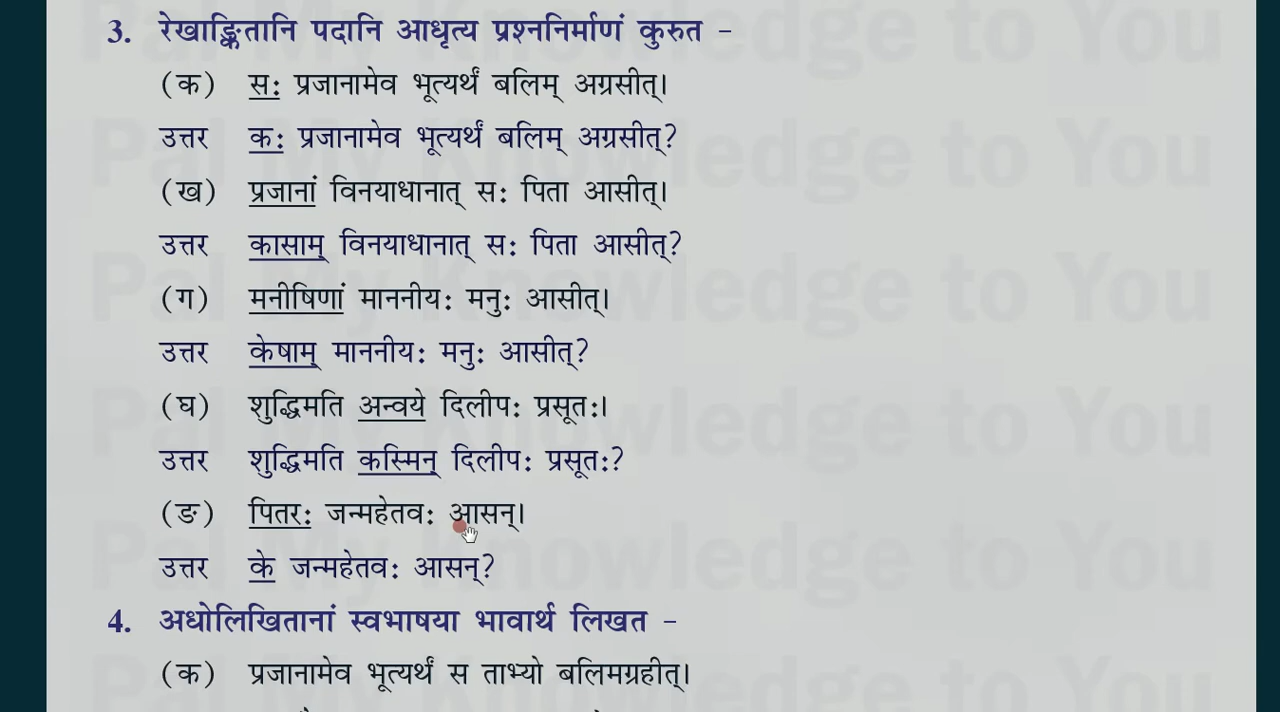 3. रेखाङ्कितानि पदानि आधृत्य प्रश्ननिर्माणं कुरुत -
(क) सः प्रजानामेव भूत्यर्थं बलिम् अग्रसीत्।
उत्तर कः प्रजानामेव भूत्यर्थं बलिम् अग्रसीत्?
(ख) प्रजानां विनयाधानात् सः पिता आसीत्।
उत्तर कासाम् विनयाधानात् सः पिता आसीत्?
(ग) मनीषिणां माननीयः मनुः आसीत्।
उत्तर केषाम् माननीयः मनुः आसीत्?
(घ) शुद्धिमति अन्वये दिलीपः प्रसूतः।
उत्तर शुद्धिमति कस्मिन् दिलीपः प्रसूतः?
(ङ) पितरः जन्महेतवः आसन्।
उत्तर के जन्महेतवः आसन्?
4. अधोलिखितानां स्वभाषया भावार्थ लिखत -
(क) प्रजानामेव भूत्यर्थं स ताभ्यो बलिमग्रहीत्।